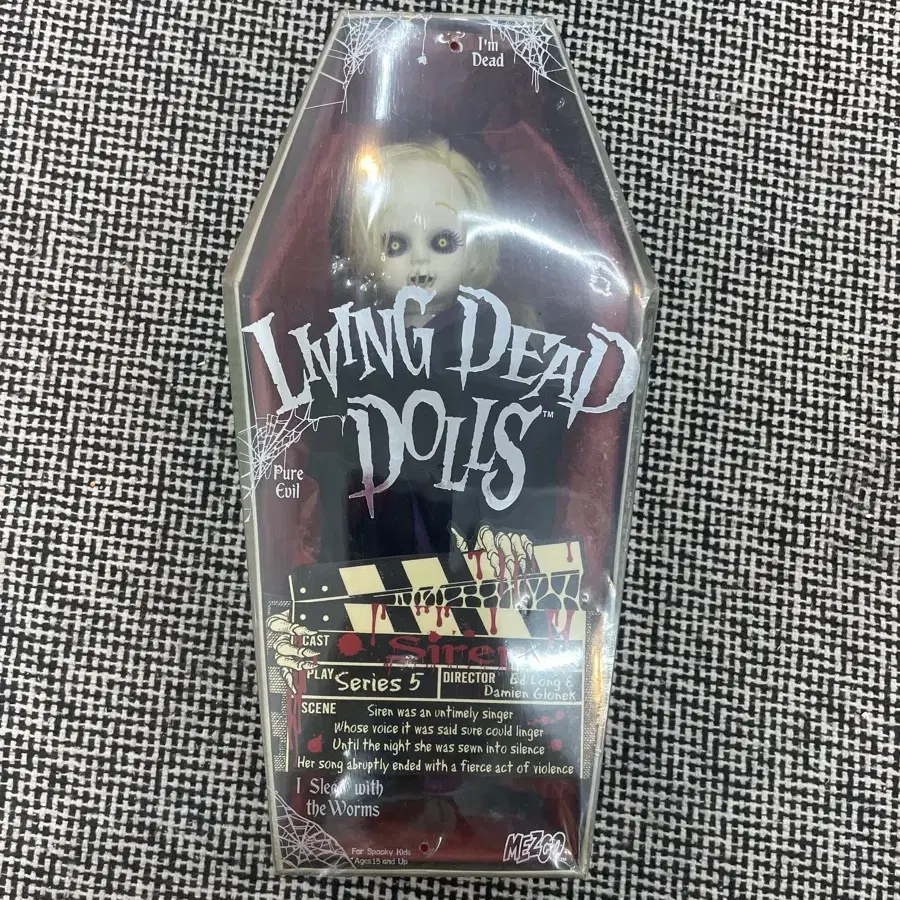 I'm
Dead
LIVING DEAD
DOLLS™
Pure
Evil
CAST
Siren
PLAY Series 5
DIRECTOR Ed Long &
Damien Glonek
SCENE
Siren was an untimely singer
Whose voice it was said sure could linger
Until the night she was sewn into silence
Her song abruptly ended with a fierce act of violence
I Sleep with
the Worms
For Spooky Kids
Ages 15 and Up
MEZCO